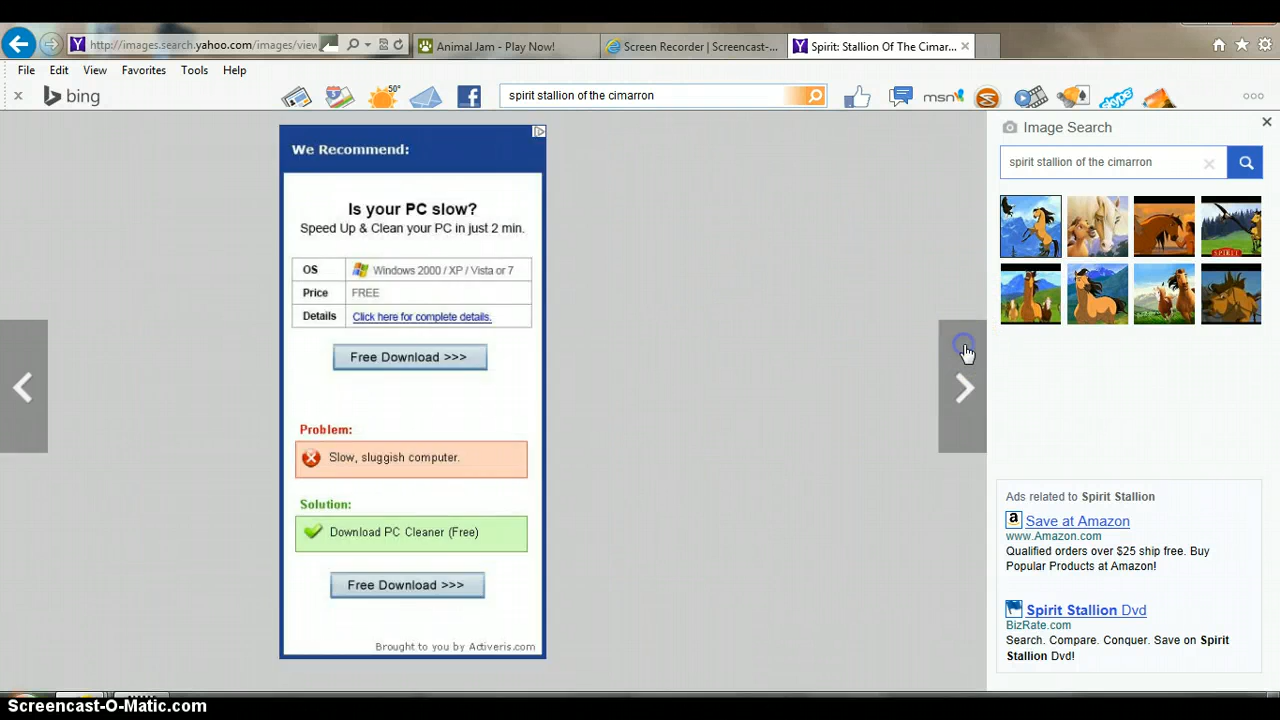 http://images.search.yahoo.com/images/view
Animal Jam - Play Now!
Screen Recorder | Screencast-...
Spirit: Stallion Of The Cimar...
File Edit View Favorites Tools Help
bing
50°
spirit stallion of the cimarron
msn
skype
We Recommend:
Is your PC slow?
Speed Up & Clean your PC in just 2 min.
OS Windows 2000 / XP / Vista or 7
Price FREE
Details Click here for complete details.
Free Download >>>
Problem:
Slow, sluggish computer.
Solution:
Download PC Cleaner (Free)
Free Download >>>
Brought to you by Activeris.com
Image Search
spirit stallion of the cimarron
SPIRIT
Ads related to Spirit Stallion
Save at Amazon
www.Amazon.com
Qualified orders over $25 ship free. Buy
Popular Products at Amazon!
Spirit Stallion Dvd
BizRate.com
Search. Compare. Conquer. Save on Spirit
Stallion Dvd!
Screencast-O-Matic.com